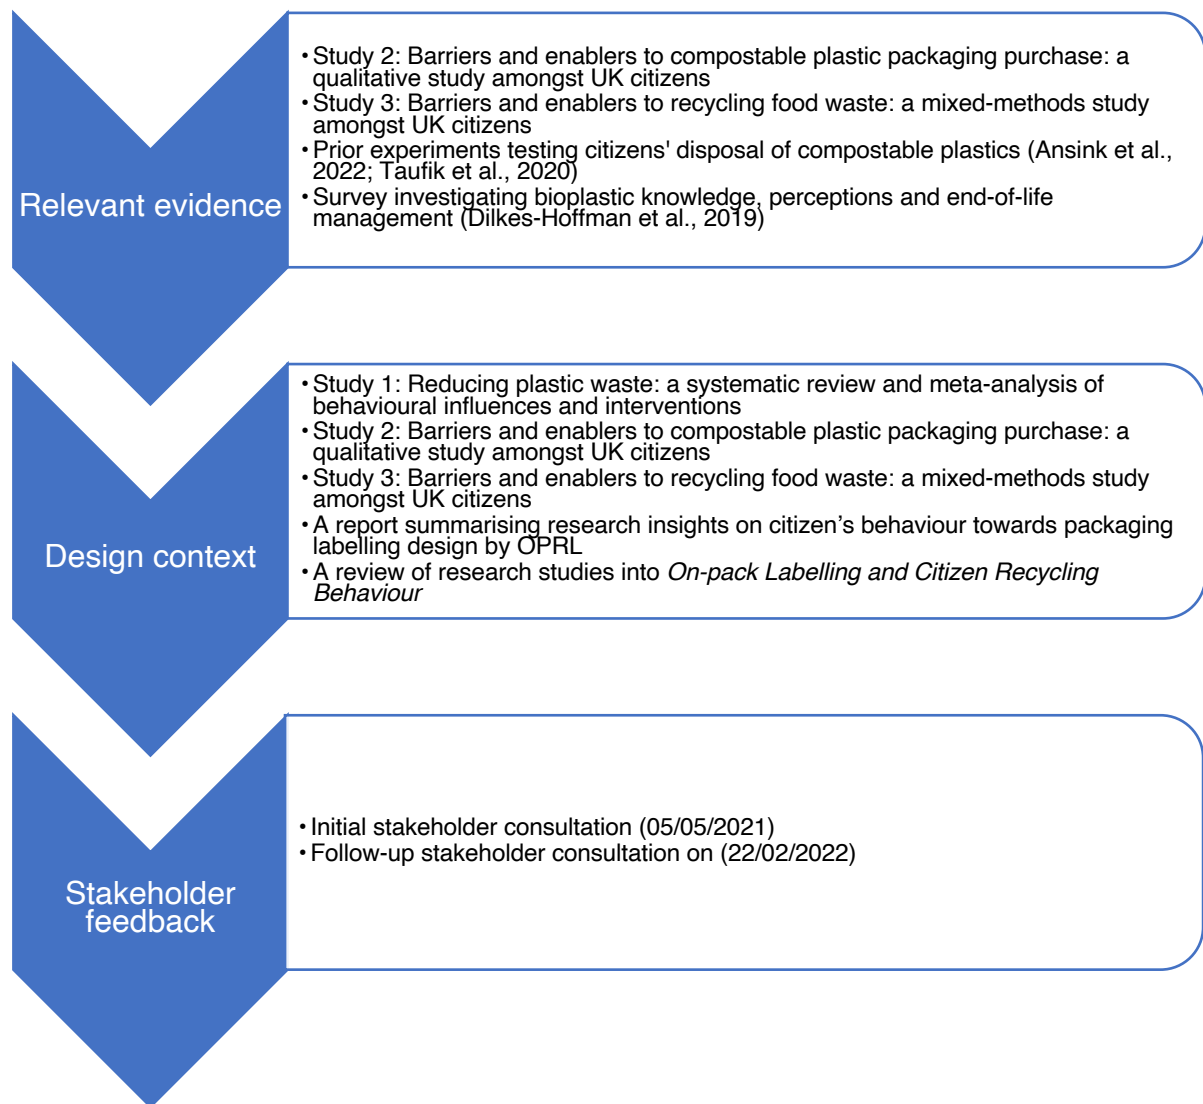 Relevant evidence
• Study 2: Barriers and enablers to compostable plastic packaging purchase: a
qualitative study amongst UK citizens
• Study 3: Barriers and enablers to recycling food waste: a mixed-methods study
amongst UK citizens
• Prior experiments testing citizens' disposal of compostable plastics (Ansink et al.,
2022; Taufik et al., 2020)
• Survey investigating bioplastic knowledge, perceptions and end-of-life
management (Dilkes-Hoffman et al., 2019)
Design context
• Study 1: Reducing plastic waste: a systematic review and meta-analysis of
behavioural influences and interventions
• Study 2: Barriers and enablers to compostable plastic packaging purchase: a
qualitative study amongst UK citizens
• Study 3: Barriers and enablers to recycling food waste: a mixed-methods study
amongst UK citizens
• A report summarising research insights on citizen’s behaviour towards packaging
labelling design by OPRL
• A review of research studies into On-pack Labelling and Citizen Recycling
Behaviour
Stakeholder
feedback
• Initial stakeholder consultation (05/05/2021)
• Follow-up stakeholder consultation on (22/02/2022)